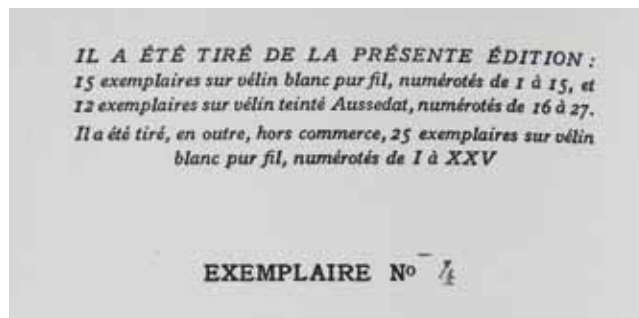 IL A ÉTÉ TIRÉ DE LA PRÉSENTE ÉDITION :
15 exemplaires sur vélin blanc pur fil, numérotés de 1 à 15, et
12 exemplaires sur vélin teinté Aussedat, numérotés de 16 à 27.
Il a été tiré, en outre, hors commerce, 25 exemplaires sur vélin
blanc pur fil, numérotés de I à XXV
EXEMPLAIRE Nº